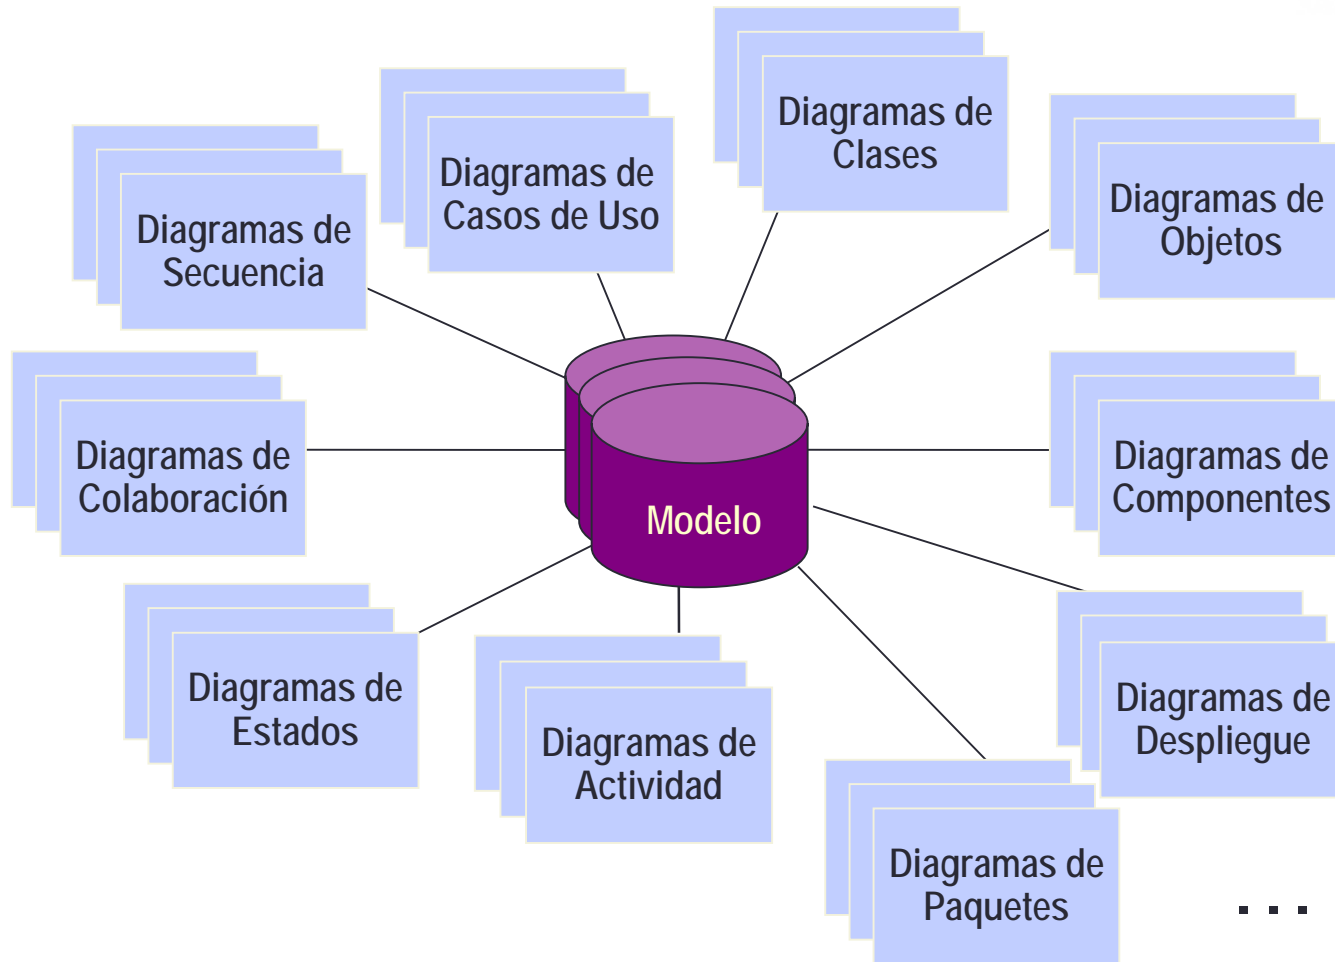 Diagramas de
Clases
Diagramas de
Casos de Uso
Diagramas de
Objetos
Diagramas de
Secuencia
Diagramas de
Colaboración
Diagramas de
Componentes
Modelo
Diagramas de
Estados
Diagramas de
Actividad
Diagramas de
Despliegue
Diagramas de
Paquetes
. . .